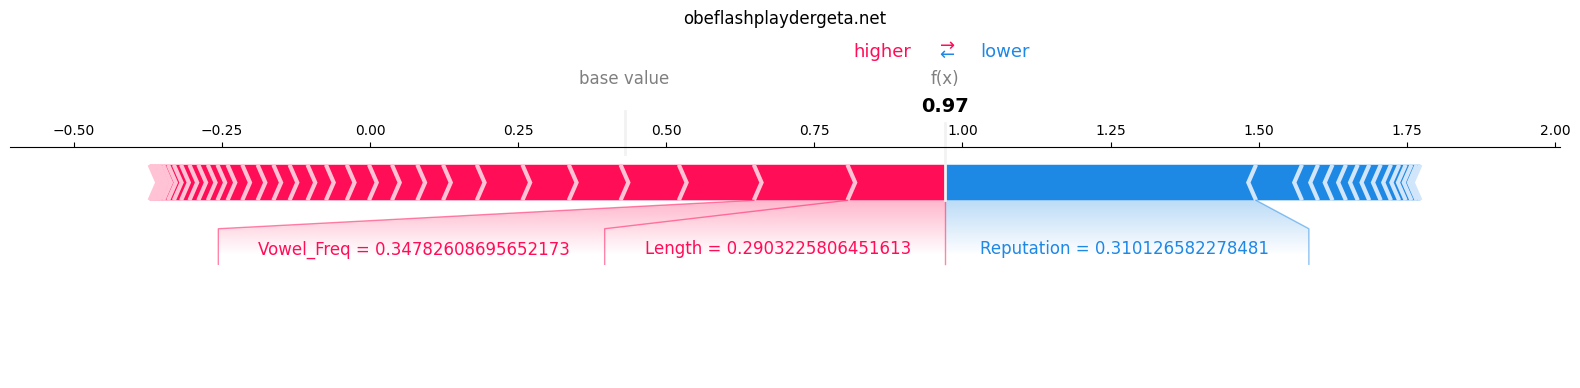 obeflashplaydergeta.net
higher ⇄ lower
base value f(x)
0.97
−0.50 −0.25 0.00 0.25 0.50 0.75 1.00 1.25 1.50 1.75 2.00
Vowel_Freq = 0.34782608695652173 Length = 0.2903225806451613 Reputation = 0.310126582278481